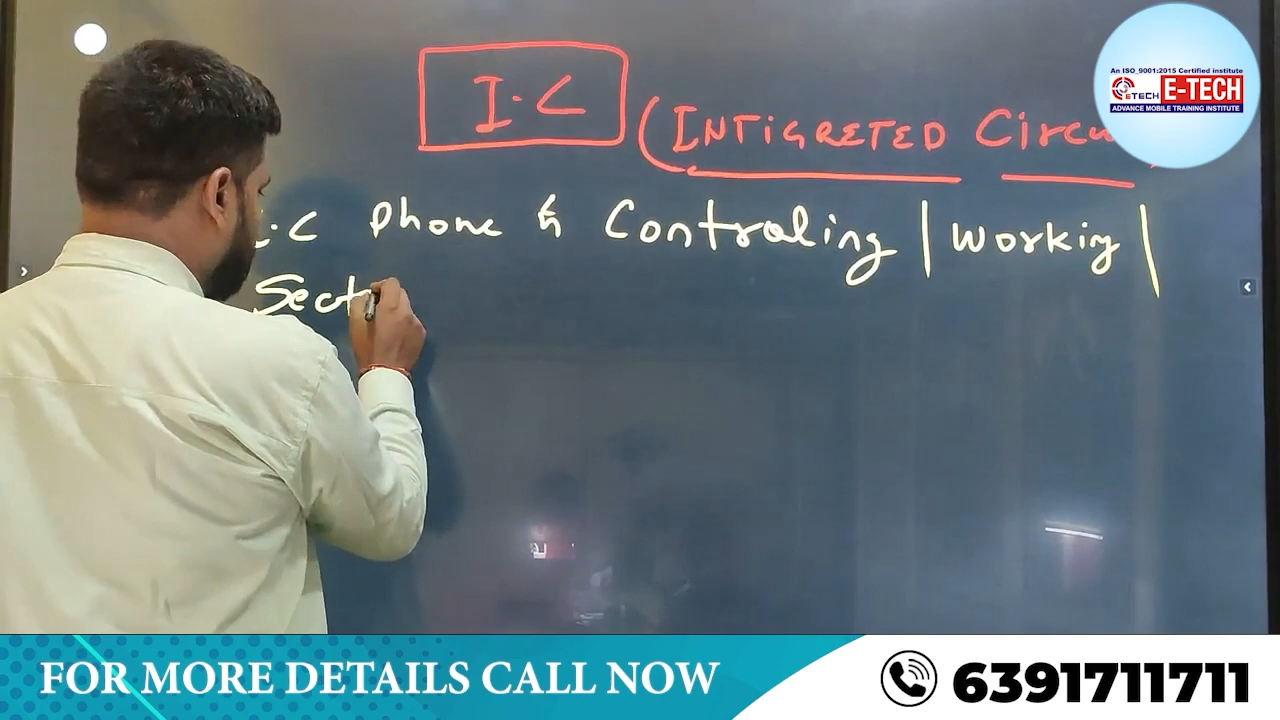 I.C
(INTIGRETED Circu
I.C Phone में Controling | Working |
Sect
An ISO_9001:2015 Certified institute
ETECH E-TECH
ADVANCE MOBILE TRAINING INSTITUTE
FOR MORE DETAILS CALL NOW
6391711711